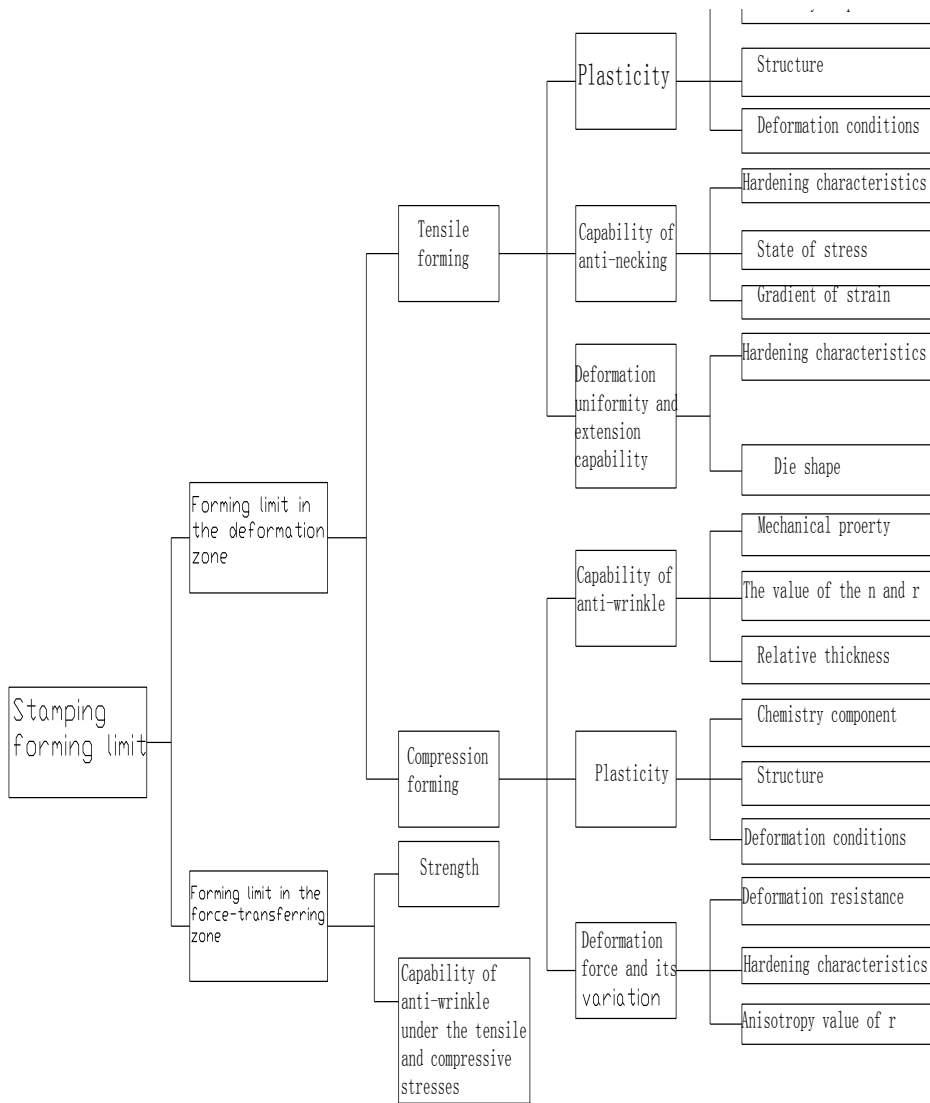 Plasticity
Structure
Deformation conditions
Hardening characteristics
Tensile
forming
Capability of
anti-necking
State of stress
Gradient of strain
Hardening characteristics
Deformation
uniformity and
extension
capability
Die shape
Forming limit in
the deformation
zone
Mechanical proerty
Capability of
anti-wrinkle
The value of the n and r
Relative thickness
Stamping
forming limit
Chemistry component
Compression
forming
Plasticity
Structure
Deformation conditions
Strength
Forming limit in the
force-transferring
zone
Deformation resistance
Deformation
force and its
variation
Hardening characteristics
Anisotropy value of r
Capability of
anti-wrinkle
under the tensile
and compressive
stresses